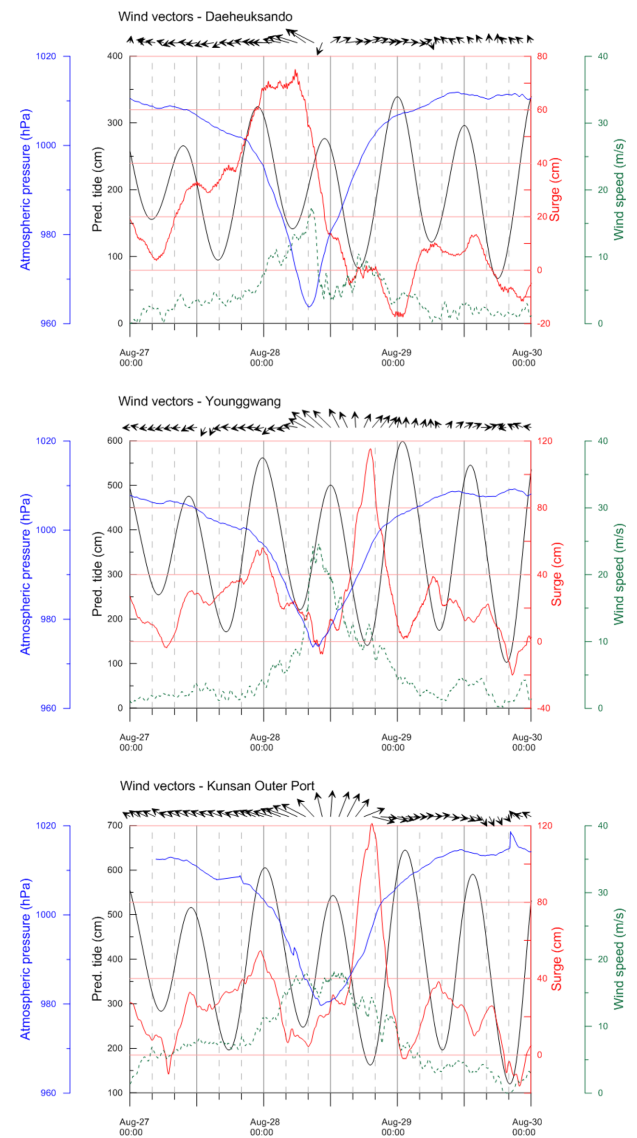 Wind vectors - Daeheuksando
1020
1000
980
960
Atmospheric pressure (hPa)
400
300
200
100
0
Pred. tide (cm)
80
60
40
20
0
-20
Surge (cm)
40
30
20
10
0
Wind speed (m/s)
Aug-27 Aug-28 Aug-29 Aug-30
00:00 00:00 00:00 00:00
Wind vectors - Younggwang
1020
1000
980
960
Atmospheric pressure (hPa)
600
500
400
300
200
100
0
Pred. tide (cm)
120
80
40
0
-40
Surge (cm)
40
30
20
10
0
Wind speed (m/s)
Aug-27 Aug-28 Aug-29 Aug-30
00:00 00:00 00:00 00:00
Wind vectors - Kunsan Outer Port
1020
1000
980
960
Atmospheric pressure (hPa)
700
600
500
400
300
200
100
Pred. tide (cm)
120
80
40
0
Surge (cm)
40
30
20
10
0
Wind speed (m/s)
Aug-27 Aug-28 Aug-29 Aug-30
00:00 00:00 00:00 00:00